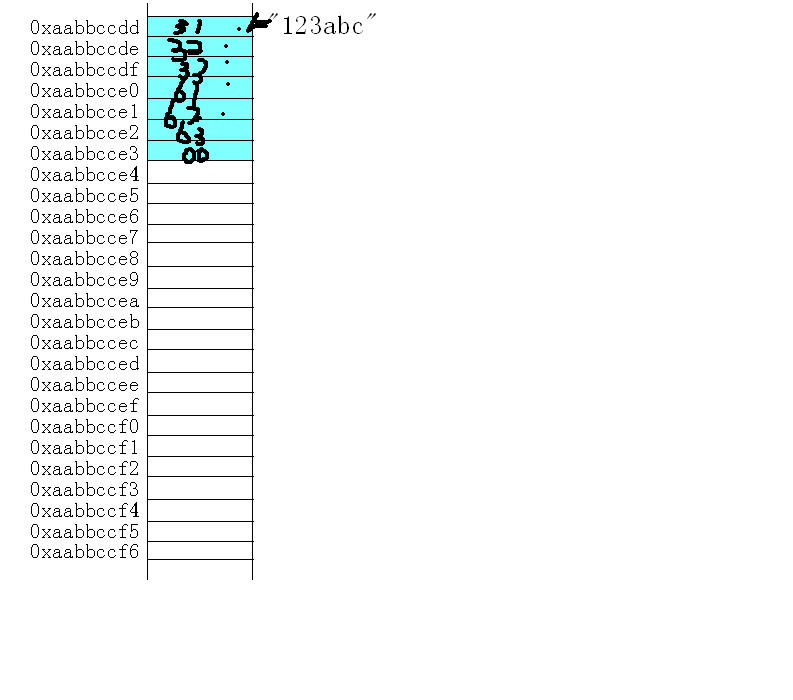 0xaabbccdd 31 "123abc"
0xaabbccde 32
0xaabbccdf 33
0xaabbcce0 61
0xaabbcce1 62
0xaabbcce2 63
0xaabbcce3 00
0xaabbcce4
0xaabbcce5
0xaabbcce6
0xaabbcce7
0xaabbcce8
0xaabbcce9
0xaabbccea
0xaabbcceb
0xaabbccec
0xaabbcced
0xaabbccee
0xaabbccef
0xaabbccf0
0xaabbccf1
0xaabbccf2
0xaabbccf3
0xaabbccf4
0xaabbccf5
0xaabbccf6